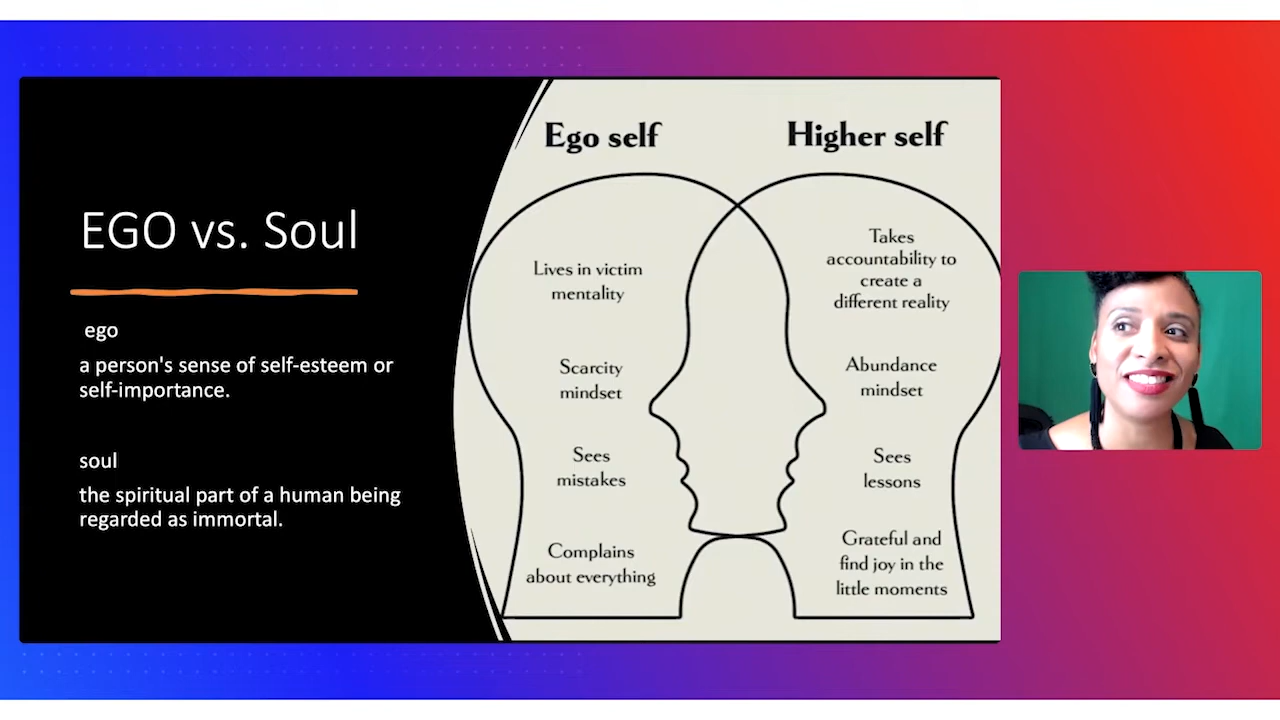 EGO vs. Soul
ego
a person's sense of self-esteem or
self-importance.
soul
the spiritual part of a human being
regarded as immortal.
Ego self
Lives in victim
mentality
Scarcity
mindset
Sees
mistakes
Complains
about everything
Higher self
Takes
accountability to
create a
different reality
Abundance
mindset
Sees
lessons
Grateful and
find joy in the
little moments